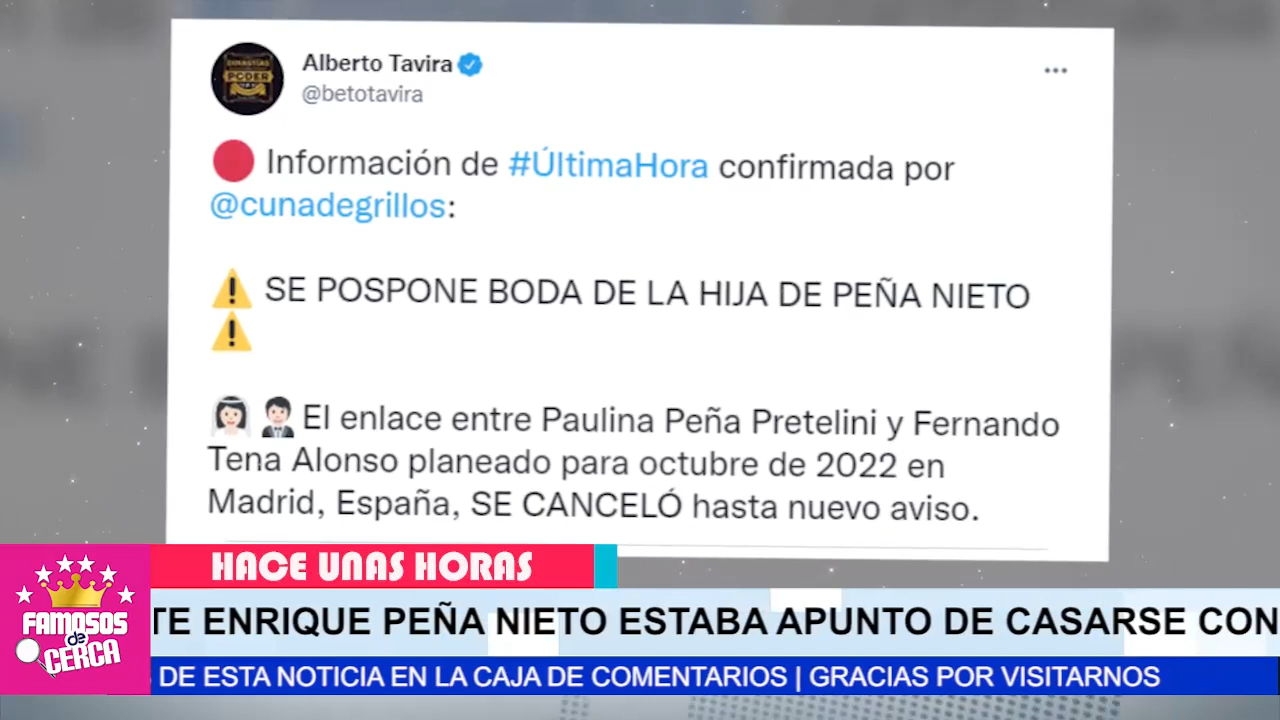 Alberto Tavira
@betotavira
Información de #ÚltimaHora confirmada por
@cunadegrillos:
SE POSPONE BODA DE LA HIJA DE PEÑA NIETO
El enlace entre Paulina Peña Pretelini y Fernando
Tena Alonso planeado para octubre de 2022 en
Madrid, España, SE CANCELÓ hasta nuevo aviso.
HACE UNAS HORAS
TE ENRIQUE PEÑA NIETO ESTABA APUNTO DE CASARSE CON
FAMOSOS
de
CERCA
DE ESTA NOTICIA EN LA CAJA DE COMENTARIOS | GRACIAS POR VISITARNOS